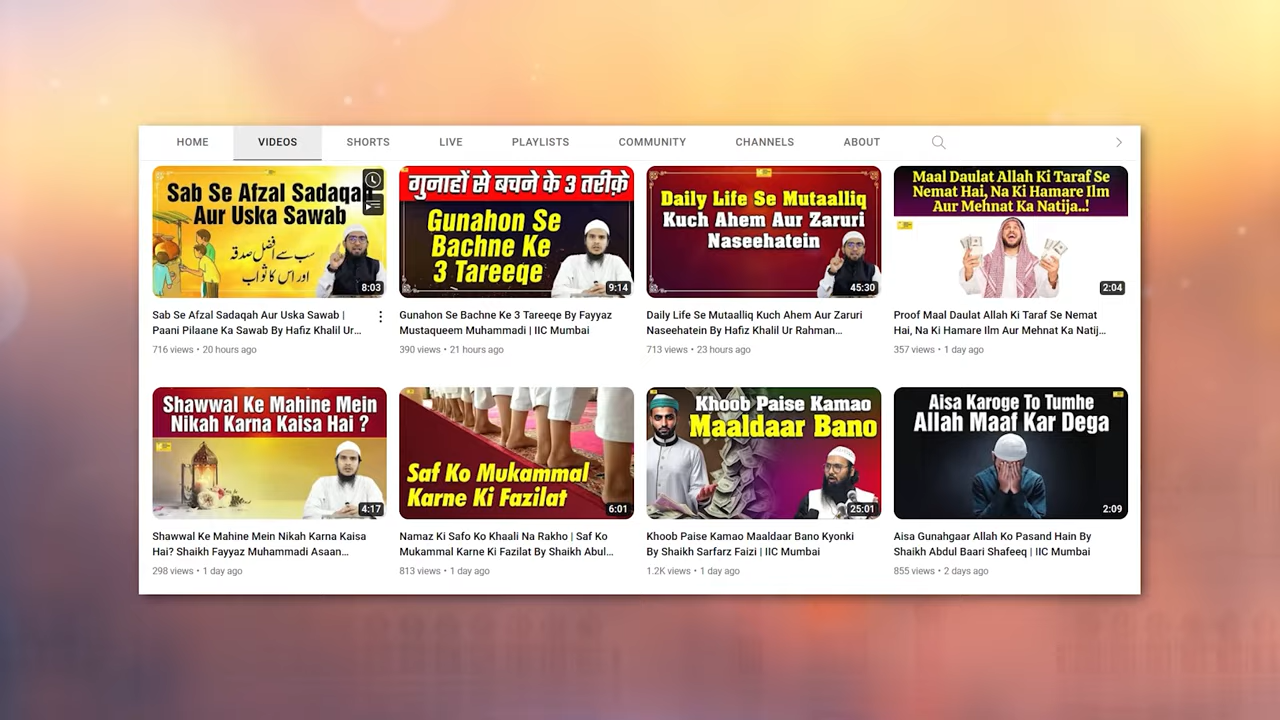 HOME VIDEOS SHORTS LIVE PLAYLISTS COMMUNITY CHANNELS ABOUT
Sab Se Afzal Sadaqah
Aur Uska Sawab
سب سے افضل صدقہ
اور اس کا ثواب
8:03
गुनाहों से बचने के 3 तरीक़े
Gunahon Se
Bachne Ke
3 Tareeqe
9:14
Daily Life Se Mutaalliq
Kuch Ahem Aur Zaruri
Naseehatein
45:30
Maal Daulat Allah Ki Taraf Se
Nemat Hai, Na Ki Hamare Ilm
Aur Mehnat Ka Natija..!
2:04
Sab Se Afzal Sadaqah Aur Uska Sawab |
Paani Pilaane Ka Sawab By Hafiz Khalil Ur...
716 views • 20 hours ago
Gunahon Se Bachne Ke 3 Tareeqe By Fayyaz
Mustaqueem Muhammadi | IIC Mumbai
390 views • 21 hours ago
Daily Life Se Mutaalliq Kuch Ahem Aur Zaruri
Naseehatein By Hafiz Khalil Ur Rahman...
713 views • 23 hours ago
Proof Maal Daulat Allah Ki Taraf Se Nemat
Hai, Na Ki Hamare Ilm Aur Mehnat Ka Natij...
357 views • 1 day ago
Shawwal Ke Mahine Mein
Nikah Karna Kaisa Hai ?
4:17
Saf Ko Mukammal
Karne Ki Fazilat
6:01
Khoob Paise Kamao
Maaldaar Bano
25:01
Aisa Karoge To Tumhe
Allah Maaf Kar Dega
2:09
Shawwal Ke Mahine Mein Nikah Karna Kaisa
Hai? Shaikh Fayyaz Muhammadi Asaan...
298 views • 1 day ago
Namaz Ki Safo Ko Khaali Na Rakho | Saf Ko
Mukammal Karne Ki Fazilat By Shaikh Abul...
813 views • 1 day ago
Khoob Paise Kamao Maaldaar Bano Kyonki
By Shaikh Sarfarz Faizi | IIC Mumbai
1.2K views • 1 day ago
Aisa Gunahgaar Allah Ko Pasand Hain By
Shaikh Abdul Baari Shafeeq | IIC Mumbai
855 views • 2 days ago